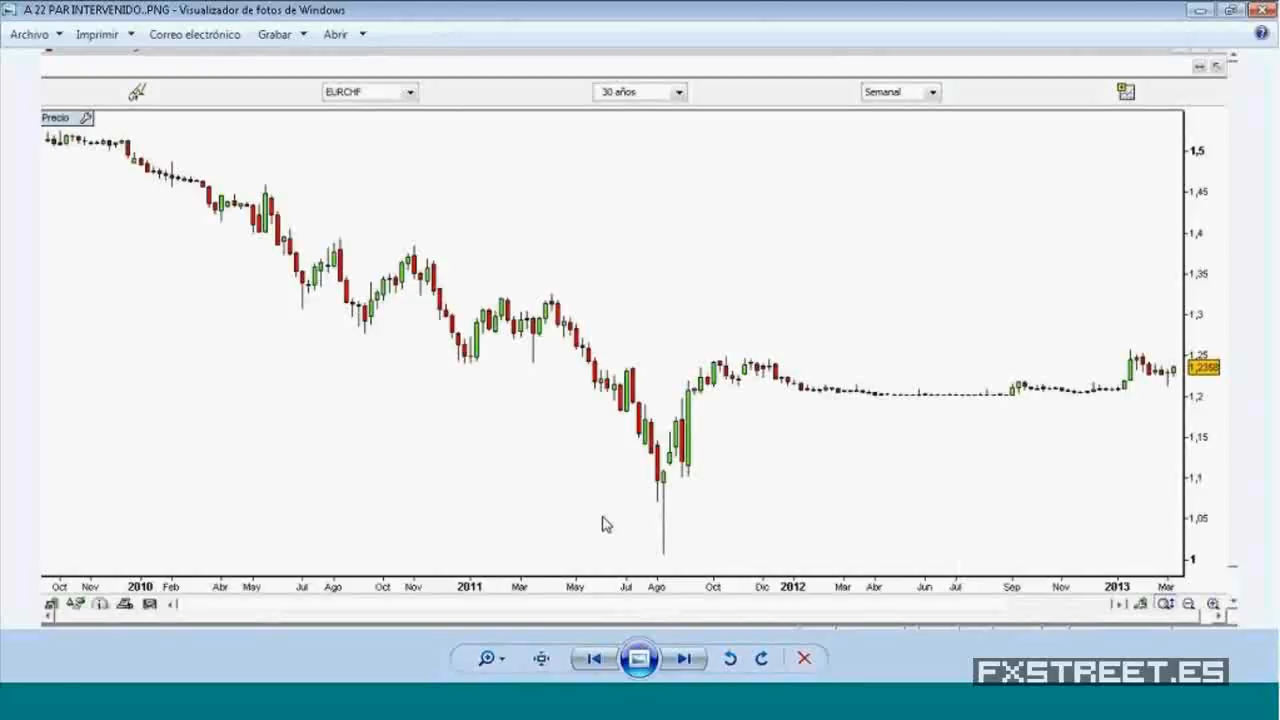 A 22 PAR INTERVENIDO..PNG - Visualizador de fotos de Windows
Archivo Imprimir Correo electrónico Grabar Abrir
EURCHF 30 años Semanal
Precio
1,5
1,45
1,4
1,35
1,3
1,25
1,2368
1,2
1,15
1,1
1,05
1
Oct Nov 2010 Feb Abr May Jul Ago Oct Nov 2011 Mar May Jul Ago Oct Dic 2012 Mar Abr Jun Jul Sep Nov 2013 Mar
FXSTREET.ES